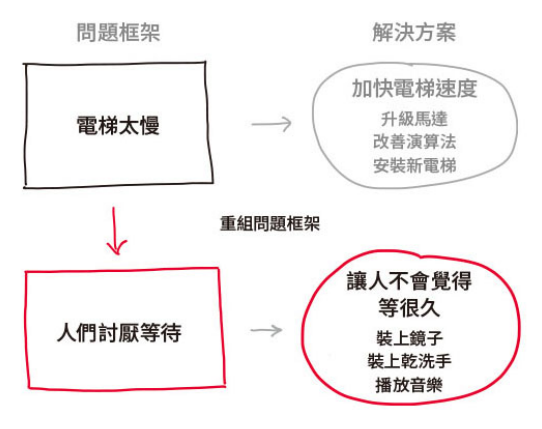 問題框架
解決方案
電梯太慢
加快電梯速度
升級馬達
改善演算法
安裝新電梯
重組問題框架
人們討厭等待
讓人不會覺得
等很久
裝上鏡子
裝上乾洗手
播放音樂